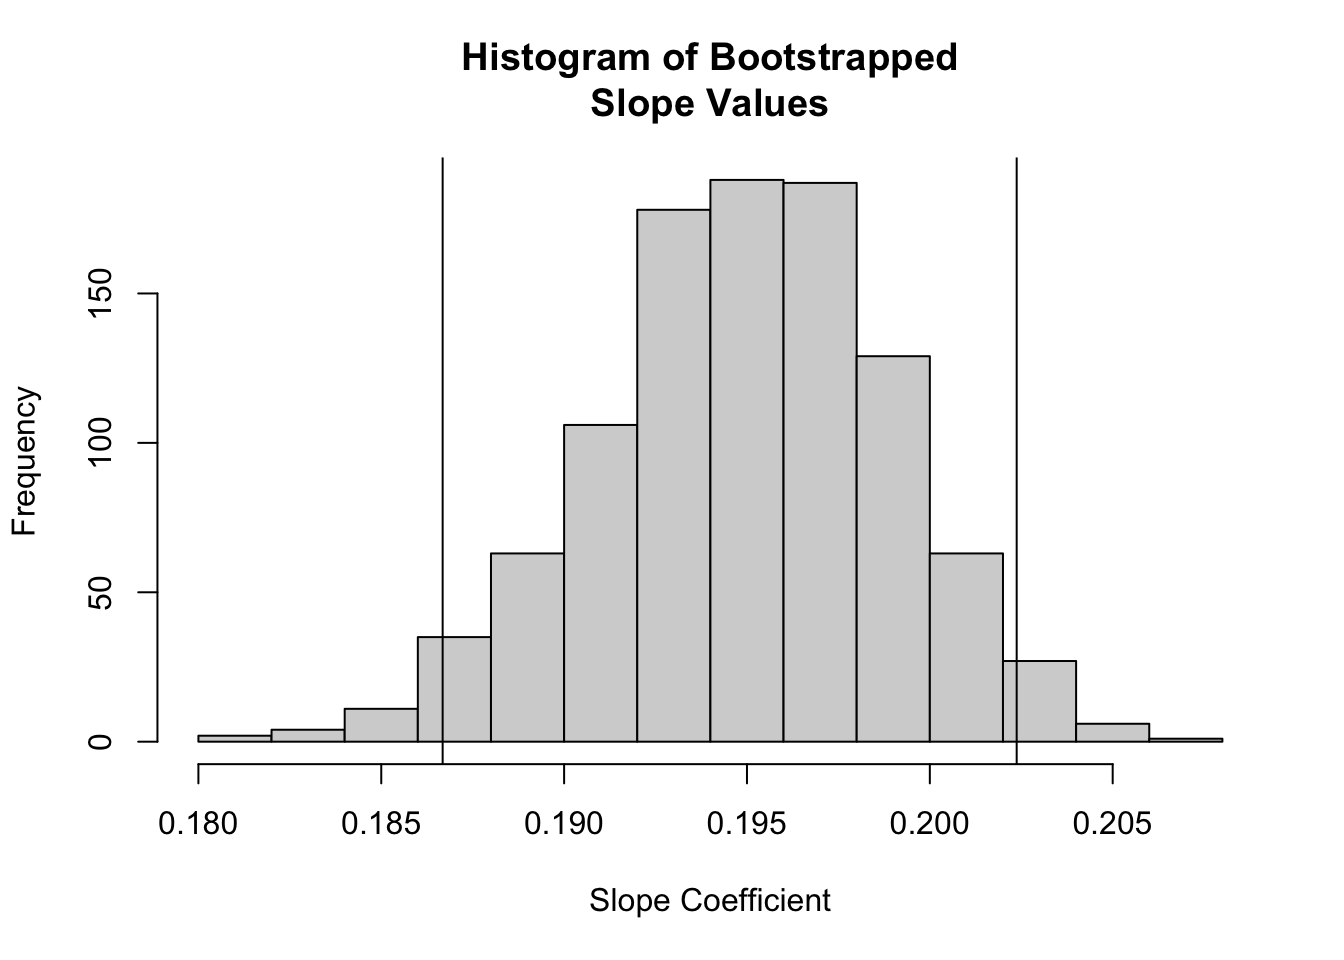 Histogram of Bootstrapped
Slope Values
Frequency
150
100
50
0
0.180 0.185 0.190 0.195 0.200 0.205
Slope Coefficient